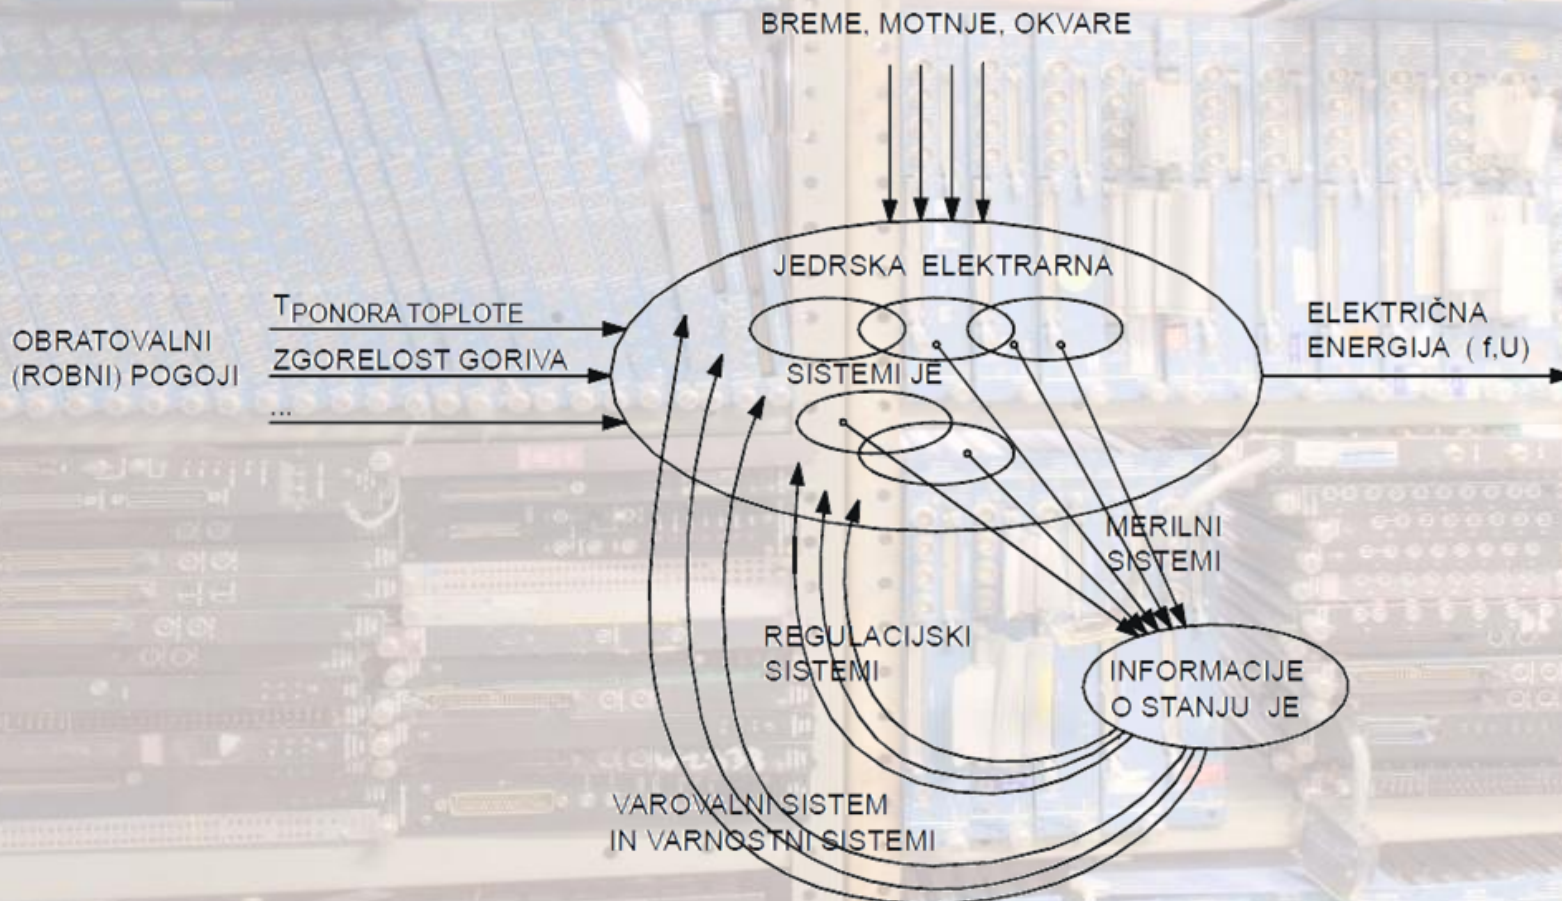 BREME, MOTNJE, OKVARE
JEDRSKA ELEKTRARNA
OBRATOVALNI
(ROBNI) POGOJI
TPONORA TOPLOTE
ZGORELOST GORIVA
...
SISTEMI JE
ELEKTRIČNA
ENERGIJA ( f,U)
MERILNI
SISTEMI
REGULACIJSKI
SISTEMI
INFORMACIJE
O STANJU JE
VAROVALNI SISTEM
IN VARNOSTNI SISTEMI